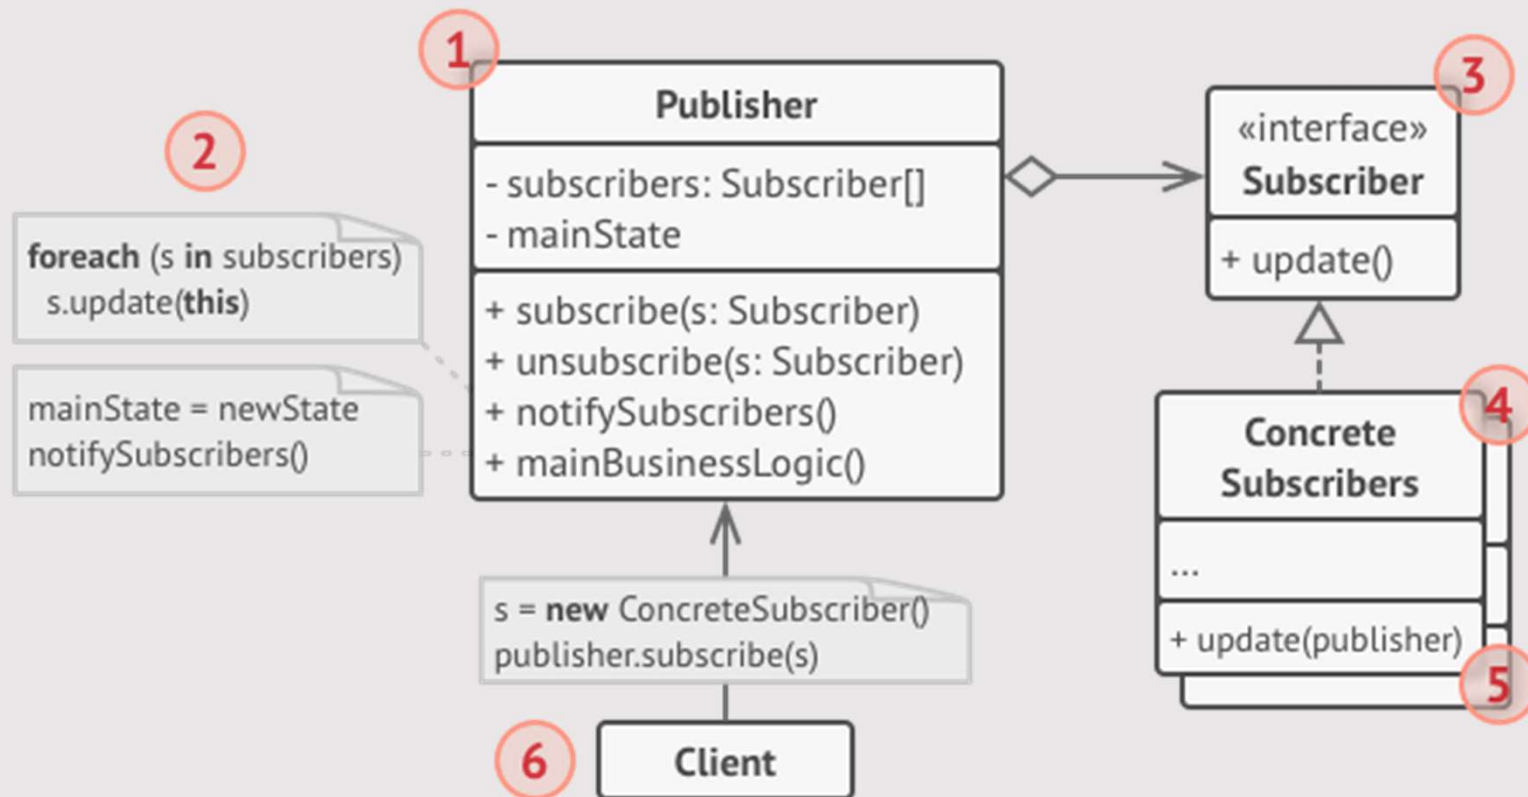 1
Publisher
- subscribers: Subscriber[]
- mainState
+ subscribe(s: Subscriber)
+ unsubscribe(s: Subscriber)
+ notifySubscribers()
+ mainBusinessLogic()
2
foreach (s in subscribers)
s.update(this)
mainState = newState
notifySubscribers()
3
«interface»
Subscriber
+ update()
4
Concrete
Subscribers
...
+ update(publisher)
5
s = new ConcreteSubscriber()
publisher.subscribe(s)
6
Client